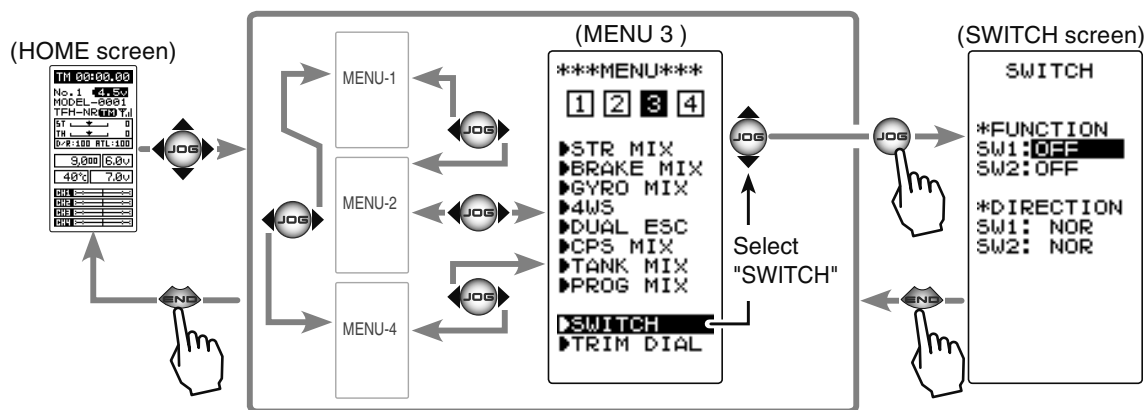 (HOME screen)
TM 00:00.00
No.1 4.5v
MODEL-0001
TFH-NR TM
ST 0
TH 0
D/R:100 ATL:100
9,000 6.0v
40°c 7.0v
CH1
CH2
CH3
CH4
JOG
END
MENU-1
MENU-2
MENU-4
JOG
JOG
JOG
JOG
(MENU 3 )
***MENU***
1 2 3 4
STR MIX
BRAKE MIX
GYRO MIX
4WS
DUAL ESC
CPS MIX
TANK MIX
PROG MIX
SWITCH
TRIM DIAL
JOG
Select
"SWITCH"
JOG
END
(SWITCH screen)
SWITCH
*FUNCTION
SW1:OFF
SW2:OFF
*DIRECTION
SW1: NOR
SW2: NOR